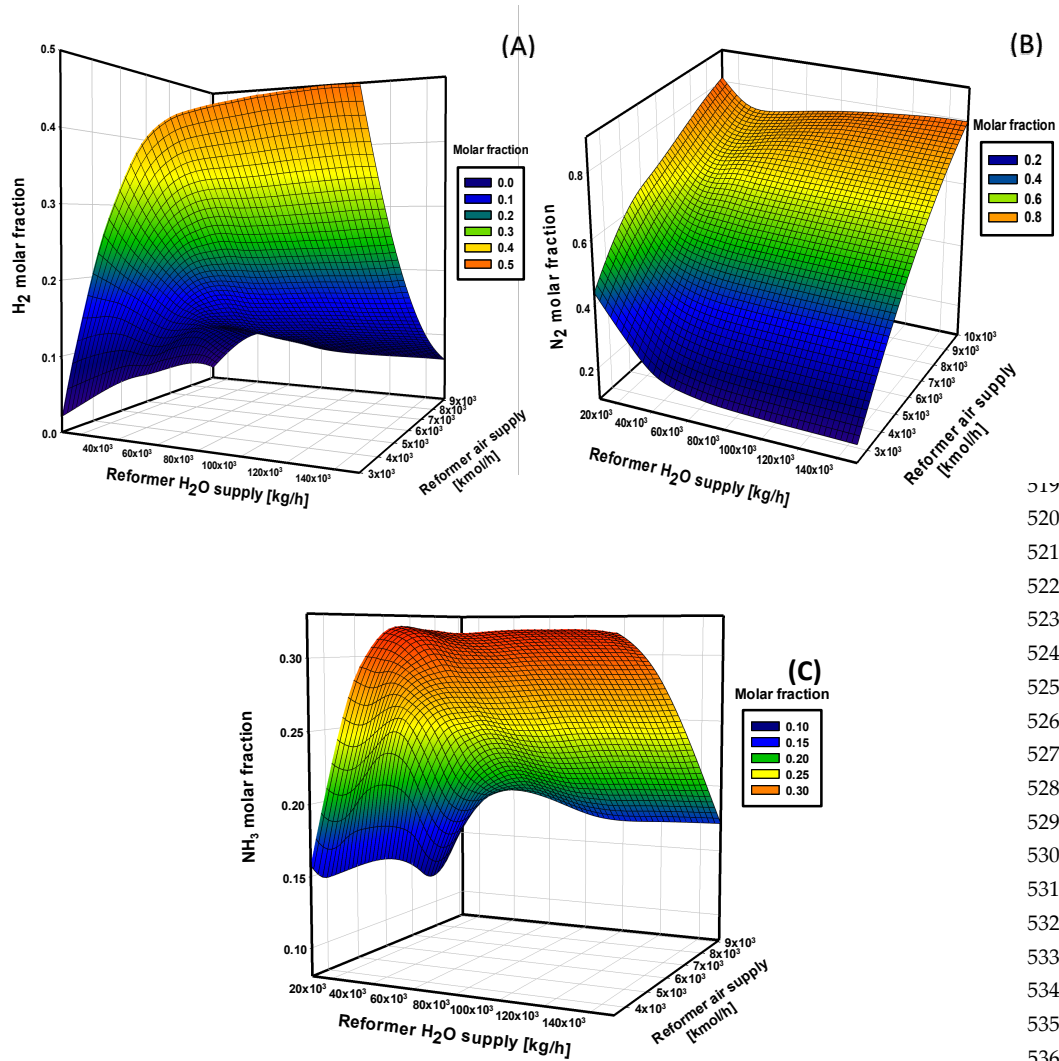 (A)
0.5
0.4
0.3
0.2
0.1
0.0
H2 molar fraction
40x10³
60x10³
80x10³
100x10³
120x10³
140x10³
Reformer H2O supply [kg/h]
9x10³
8x10³
7x10³
6x10³
5x10³
4x10³
3x10³
Reformer air supply
[kmol/h]
Molar fraction
0.0
0.1
0.2
0.3
0.4
0.5
(B)
0.8
0.6
0.4
0.2
N2 molar fraction
20x10³
40x10³
60x10³
80x10³
100x10³
120x10³
140x10³
Reformer H2O supply [kg/h]
10x10³
9x10³
8x10³
7x10³
6x10³
5x10³
4x10³
3x10³
Reformer air supply
[kmol/h]
Molar fraction
0.2
0.4
0.6
0.8
519
520
521
522
523
524
525
526
527
528
529
530
531
532
533
534
535
536
(C)
0.30
0.25
0.20
0.15
0.10
NH3 molar fraction
20x10³
40x10³
60x10³
80x10³
100x10³
120x10³
140x10³
Reformer H2O supply [kg/h]
9x10³
8x10³
7x10³
6x10³
5x10³
4x10³
Reformer air supply
[kmol/h]
Molar fraction
0.10
0.15
0.20
0.25
0.30